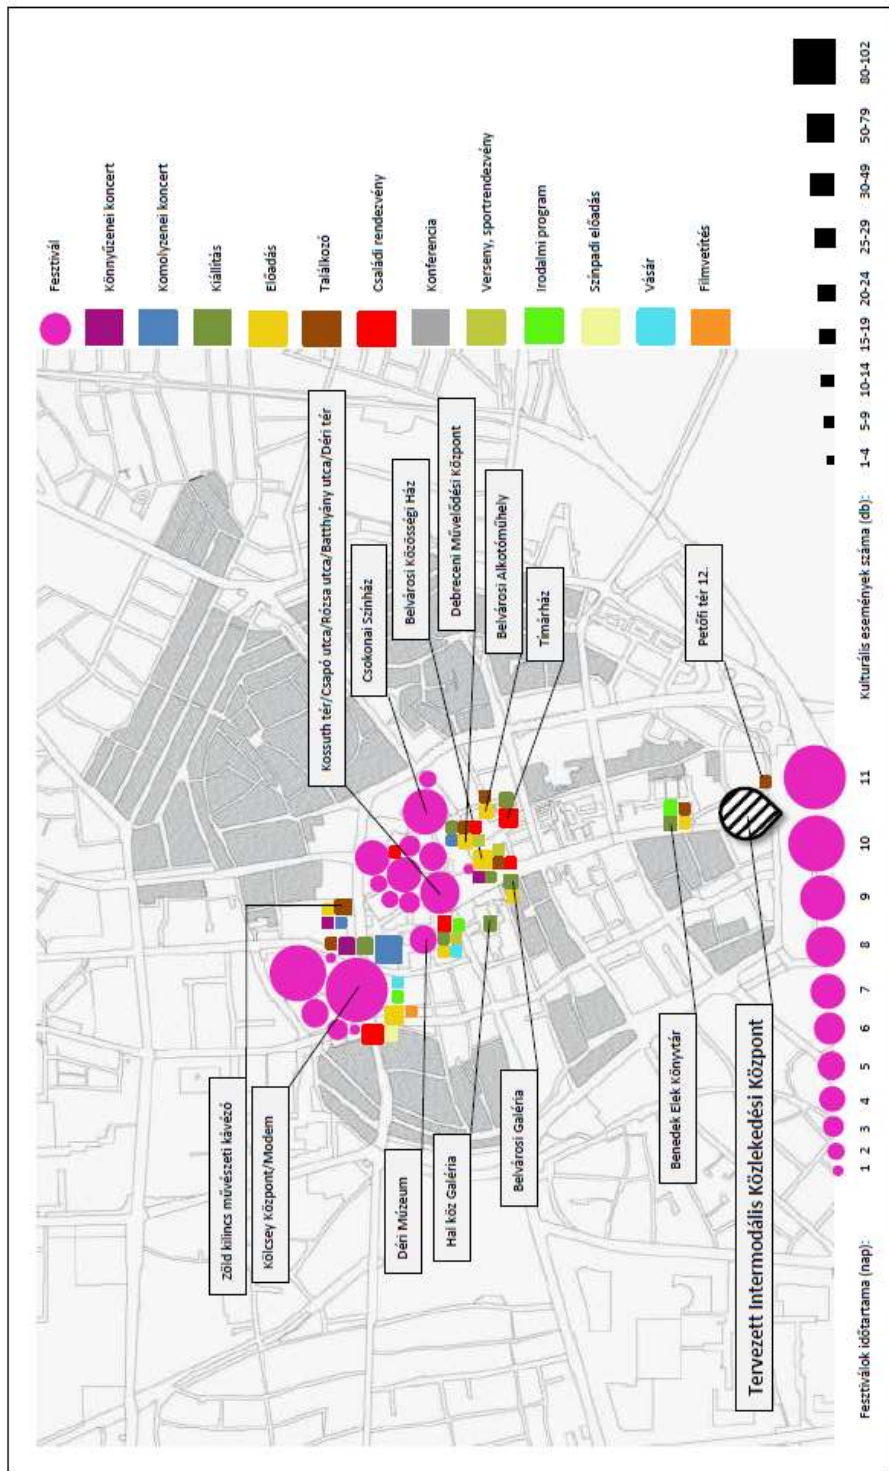 Fesztivál
Könnyűzenei koncert
Komolyzenei koncert
Kiállítás
Előadás
Találkozó
Családi rendezvény
Konferencia
Verseny, sportrendezvény
Irodalmi program
Színpadi előadás
Vásár
Filmvetítés
Zöld kilincs művészeti kávézó
Kölcsey Központ/Modem
Kossuth tér/Csapó utca/Rózsa utca/Batthyány utca/Déri tér
Csokonai Színház
Belvárosi Közösségi Ház
Debreceni Művelődési Központ
Belvárosi Alkotóműhely
Tímárház
Déri Múzeum
Hal köz Galéria
Belvárosi Galéria
Benedek Elek Könyvtár
Petőfi tér 12.
Tervezett Intermodális Közlekedési Központ
Fesztiválok időtartama (nap):
1 2 3 4 5 6 7 8 9 10 11
Kulturális események száma (db):
1-4 5-9 10-14 15-19 20-24 25-29 30-49 50-79 80-102